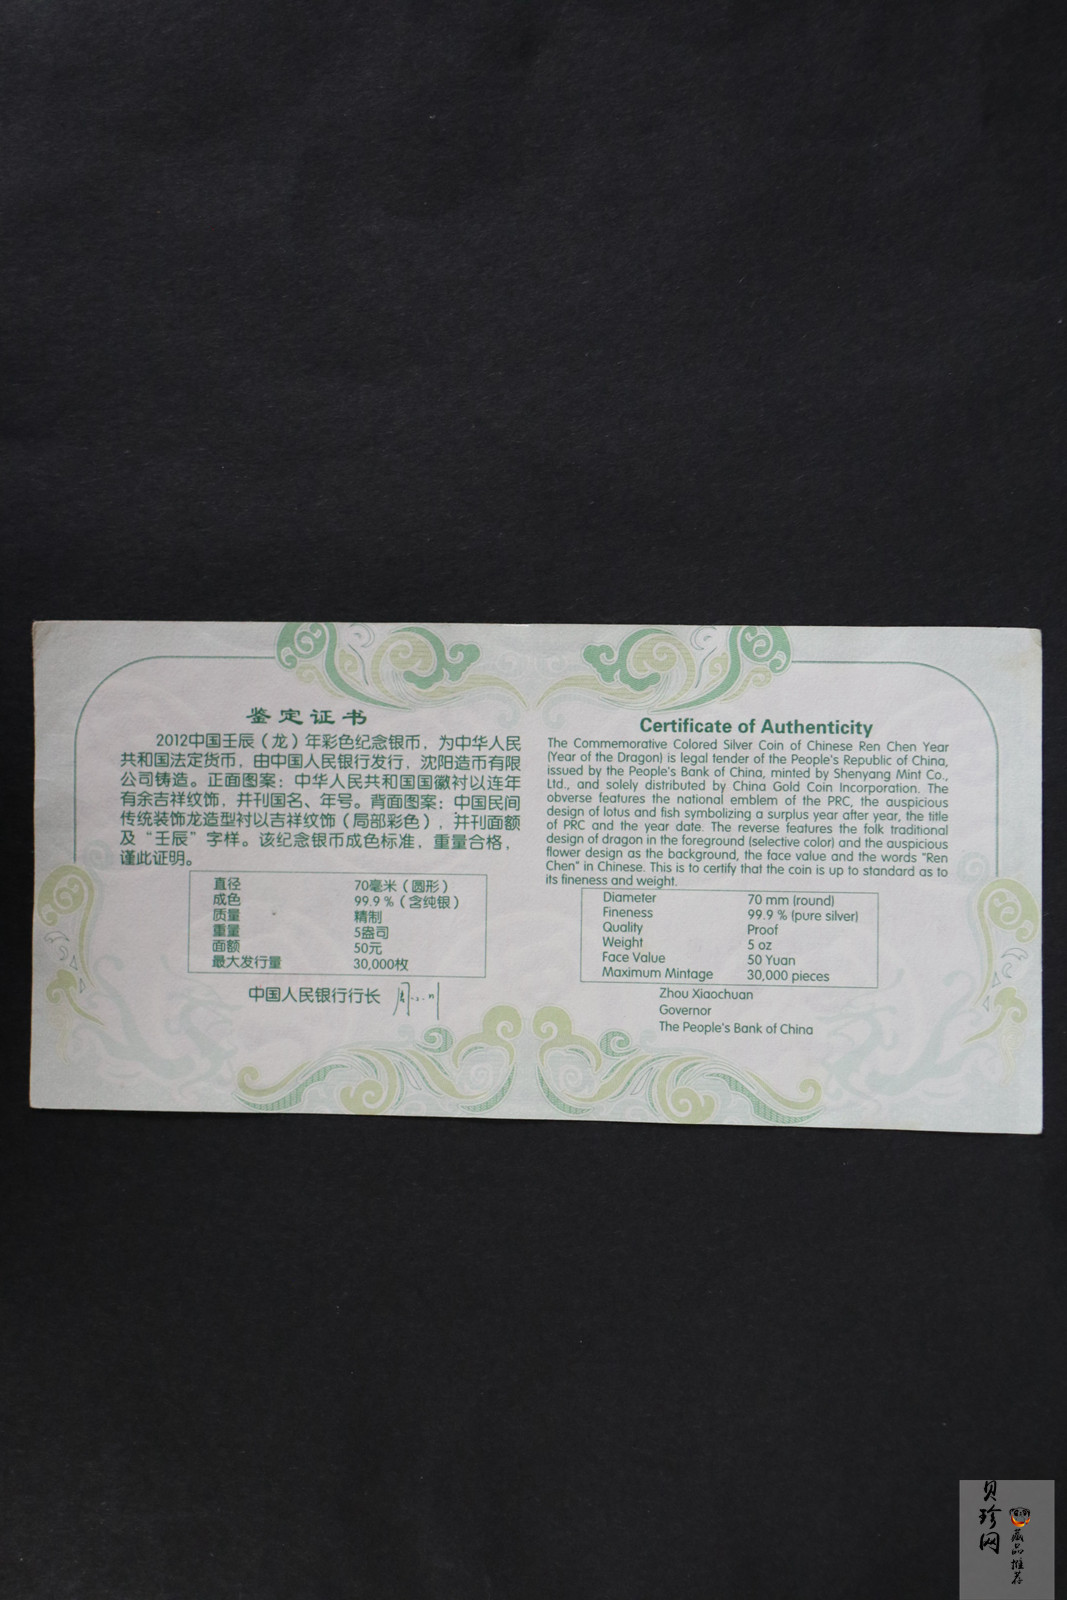 鉴定证书
2012中国壬辰（龙）年彩色纪念银币，为中华人民
共和国法定货币，由中国人民银行发行，沈阳造币有限
公司铸造。正面图案：中华人民共和国国徽衬以连年
有余吉祥纹饰，并刊国名、年号。背面图案：中国民间
传统装饰龙造型衬以吉祥纹饰（局部彩色），并刊面额
及“壬辰”字样。该纪念银币成色标准，重量合格，
谨此证明。
直径 70毫米（圆形）
成色 99.9％（含纯银）
质量 精制
重量 5盎司
面额 50元
最大发行量 30,000枚
中国人民银行行长
Certificate of Authenticity
The Commemorative Colored Silver Coin of Chinese Ren Chen Year
(Year of the Dragon) is legal tender of the People's Republic of China,
issued by the People's Bank of China, minted by Shenyang Mint Co.,
Ltd., and solely distributed by China Gold Coin Incorporation. The
obverse features the national emblem of the PRC, the auspicious
design of lotus and fish symbolizing a surplus year after year, the title
of PRC and the year date. The reverse features the folk traditional
design of dragon in the foreground (selective color) and the auspicious
flower design as the background, the face value and the words "Ren
Chen" in Chinese. This is to certify that the coin is up to standard as to
its fineness and weight.
Diameter 70 mm (round)
Fineness 99.9 % (pure silver)
Quality Proof
Weight 5 oz
Face Value 50 Yuan
Maximum Mintage 30,000 pieces
Zhou Xiaochuan
Governor
The People's Bank of China
贝珍网
藏品推荐